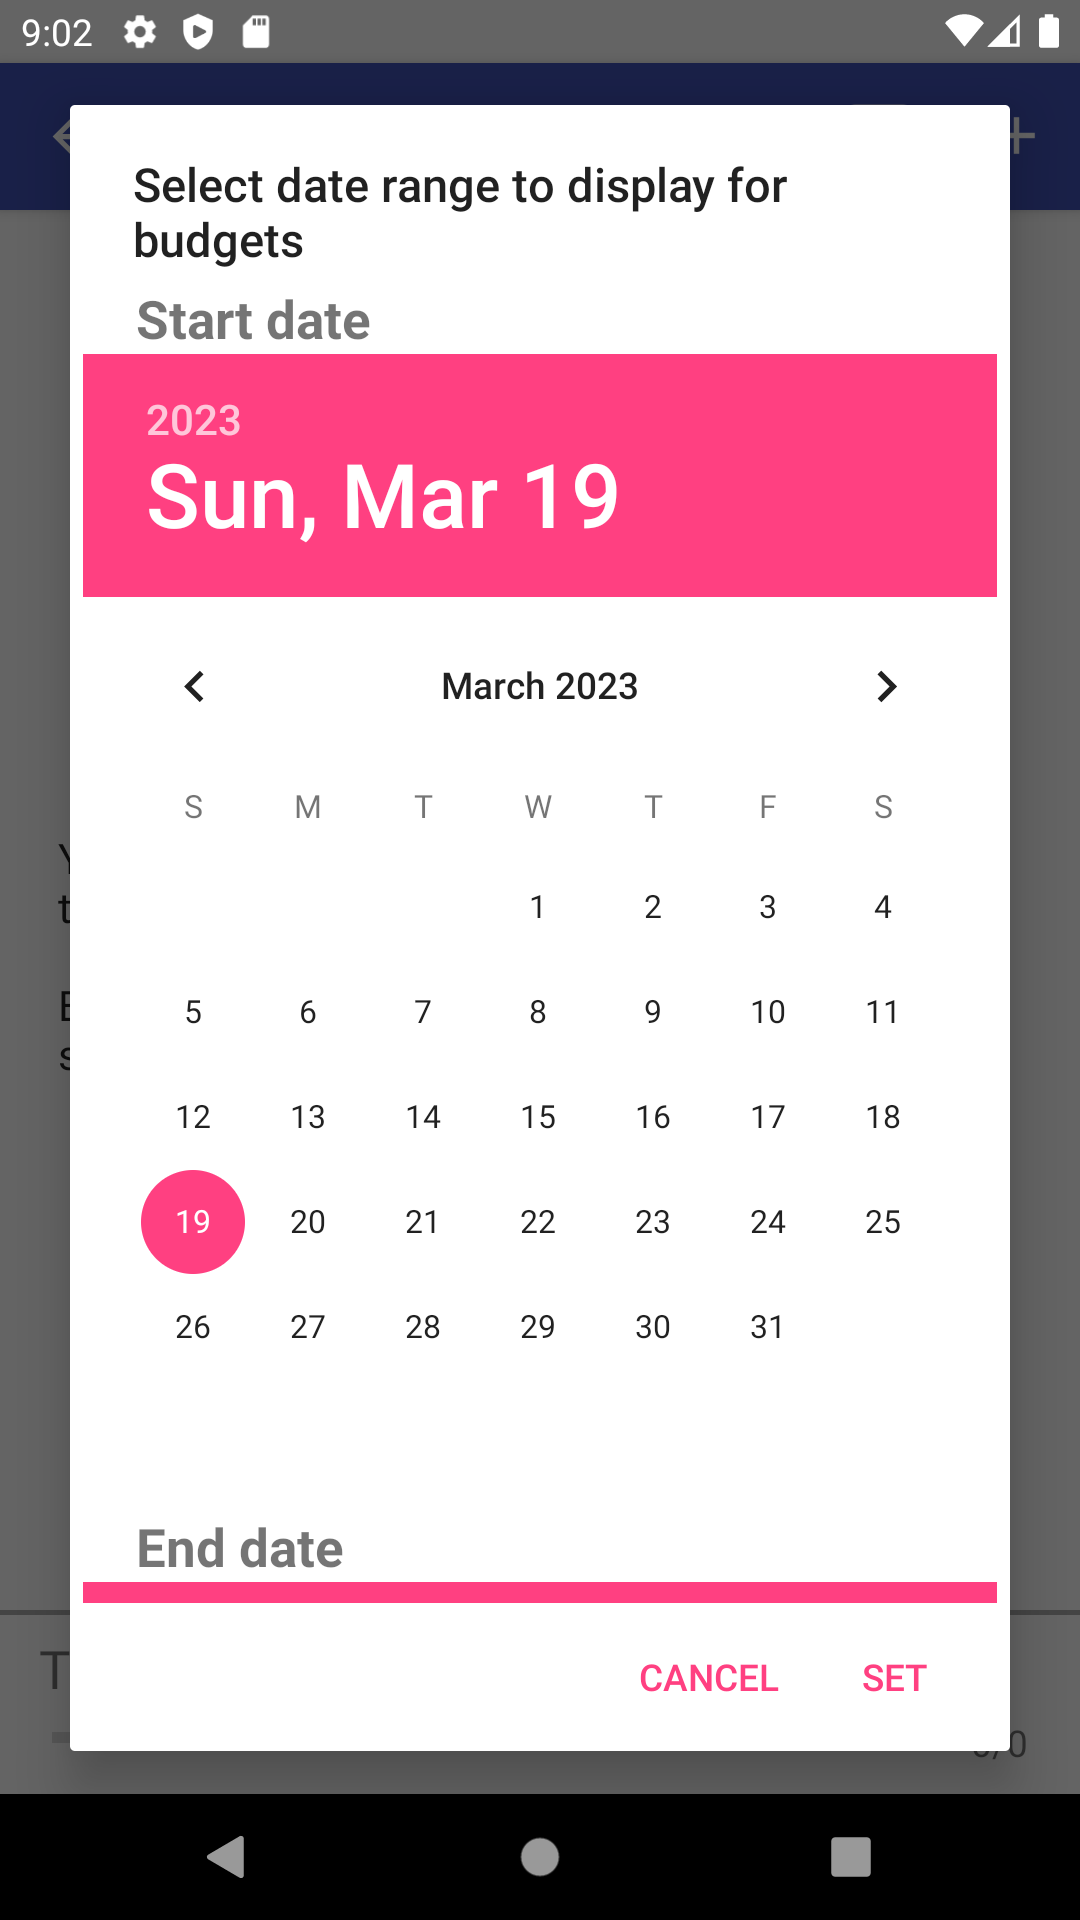 9:02
Select date range to display for
budgets
Start date
2023
Sun, Mar 19
March 2023
S M T W T F S
1 2 3 4
5 6 7 8 9 10 11
12 13 14 15 16 17 18
19 20 21 22 23 24 25
26 27 28 29 30 31
End date
CANCEL SET